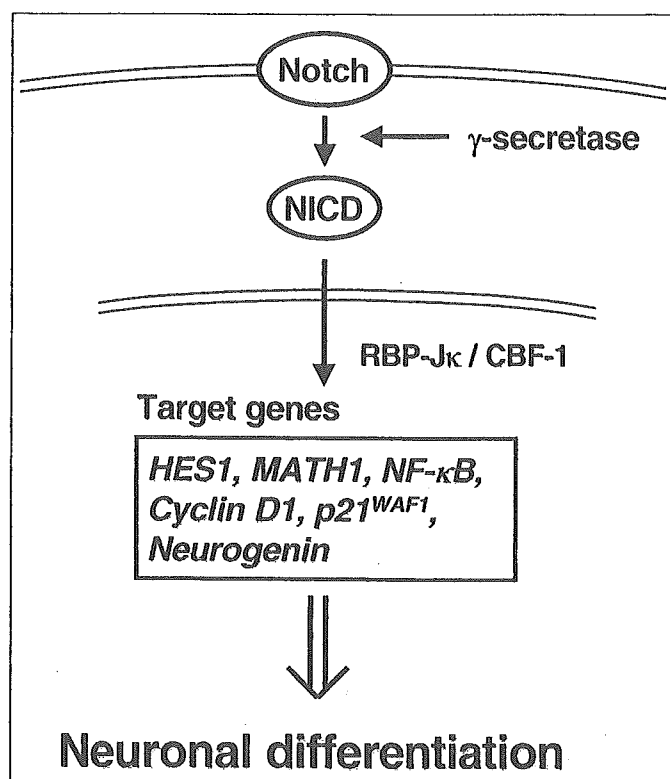 Notch
γ-secretase
NICD
RBP-Jκ / CBF-1
Target genes
HES1, MATH1, NF-κB,
Cyclin D1, p21WAF1,
Neurogenin
Neuronal differentiation